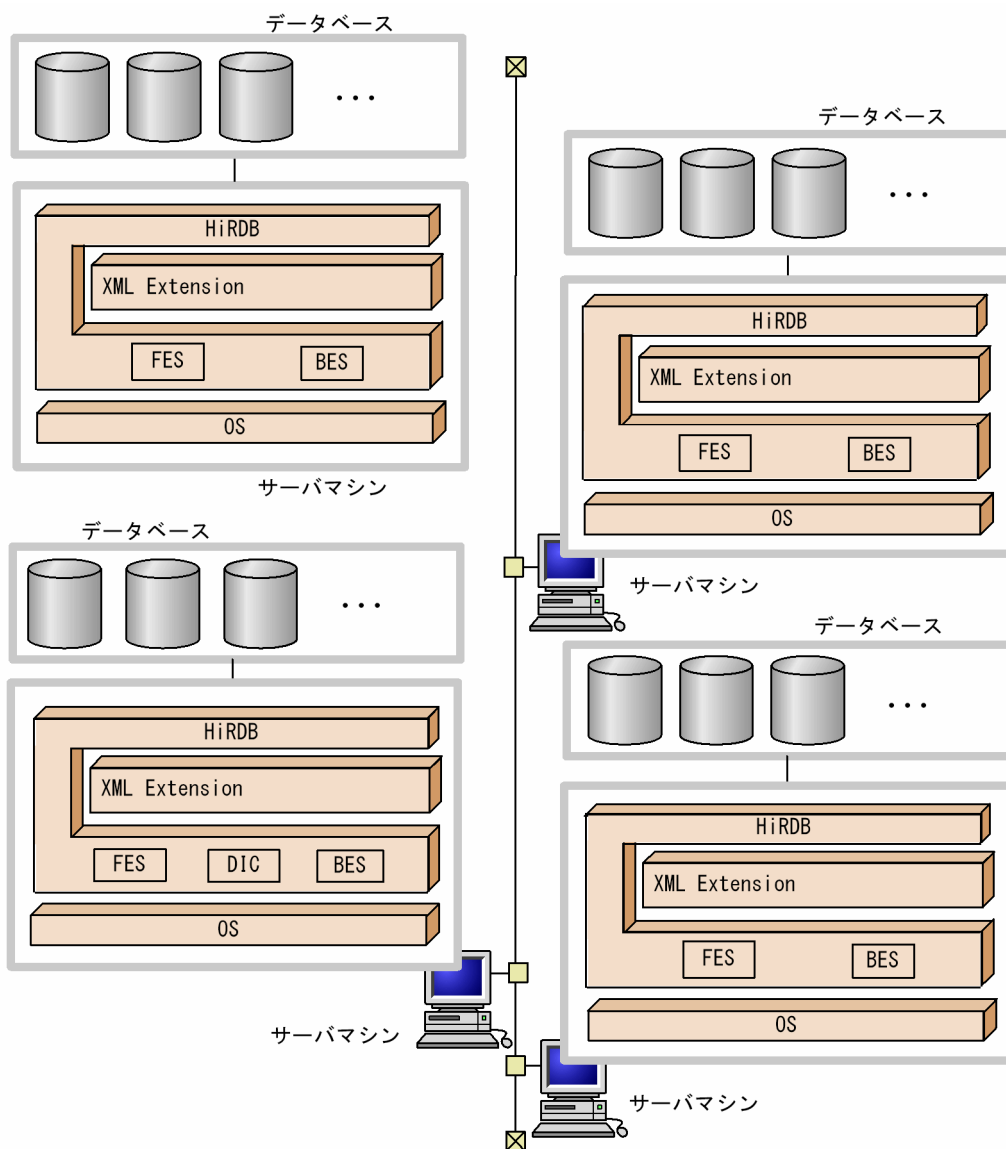 データベース
・・・
HiRDB
XML Extension
FES
BES
OS
サーバマシン
データベース
・・・
HiRDB
XML Extension
FES
BES
OS
サーバマシン
データベース
・・・
HiRDB
XML Extension
FES
DIC
BES
OS
サーバマシン
データベース
・・・
HiRDB
XML Extension
FES
BES
OS
サーバマシン